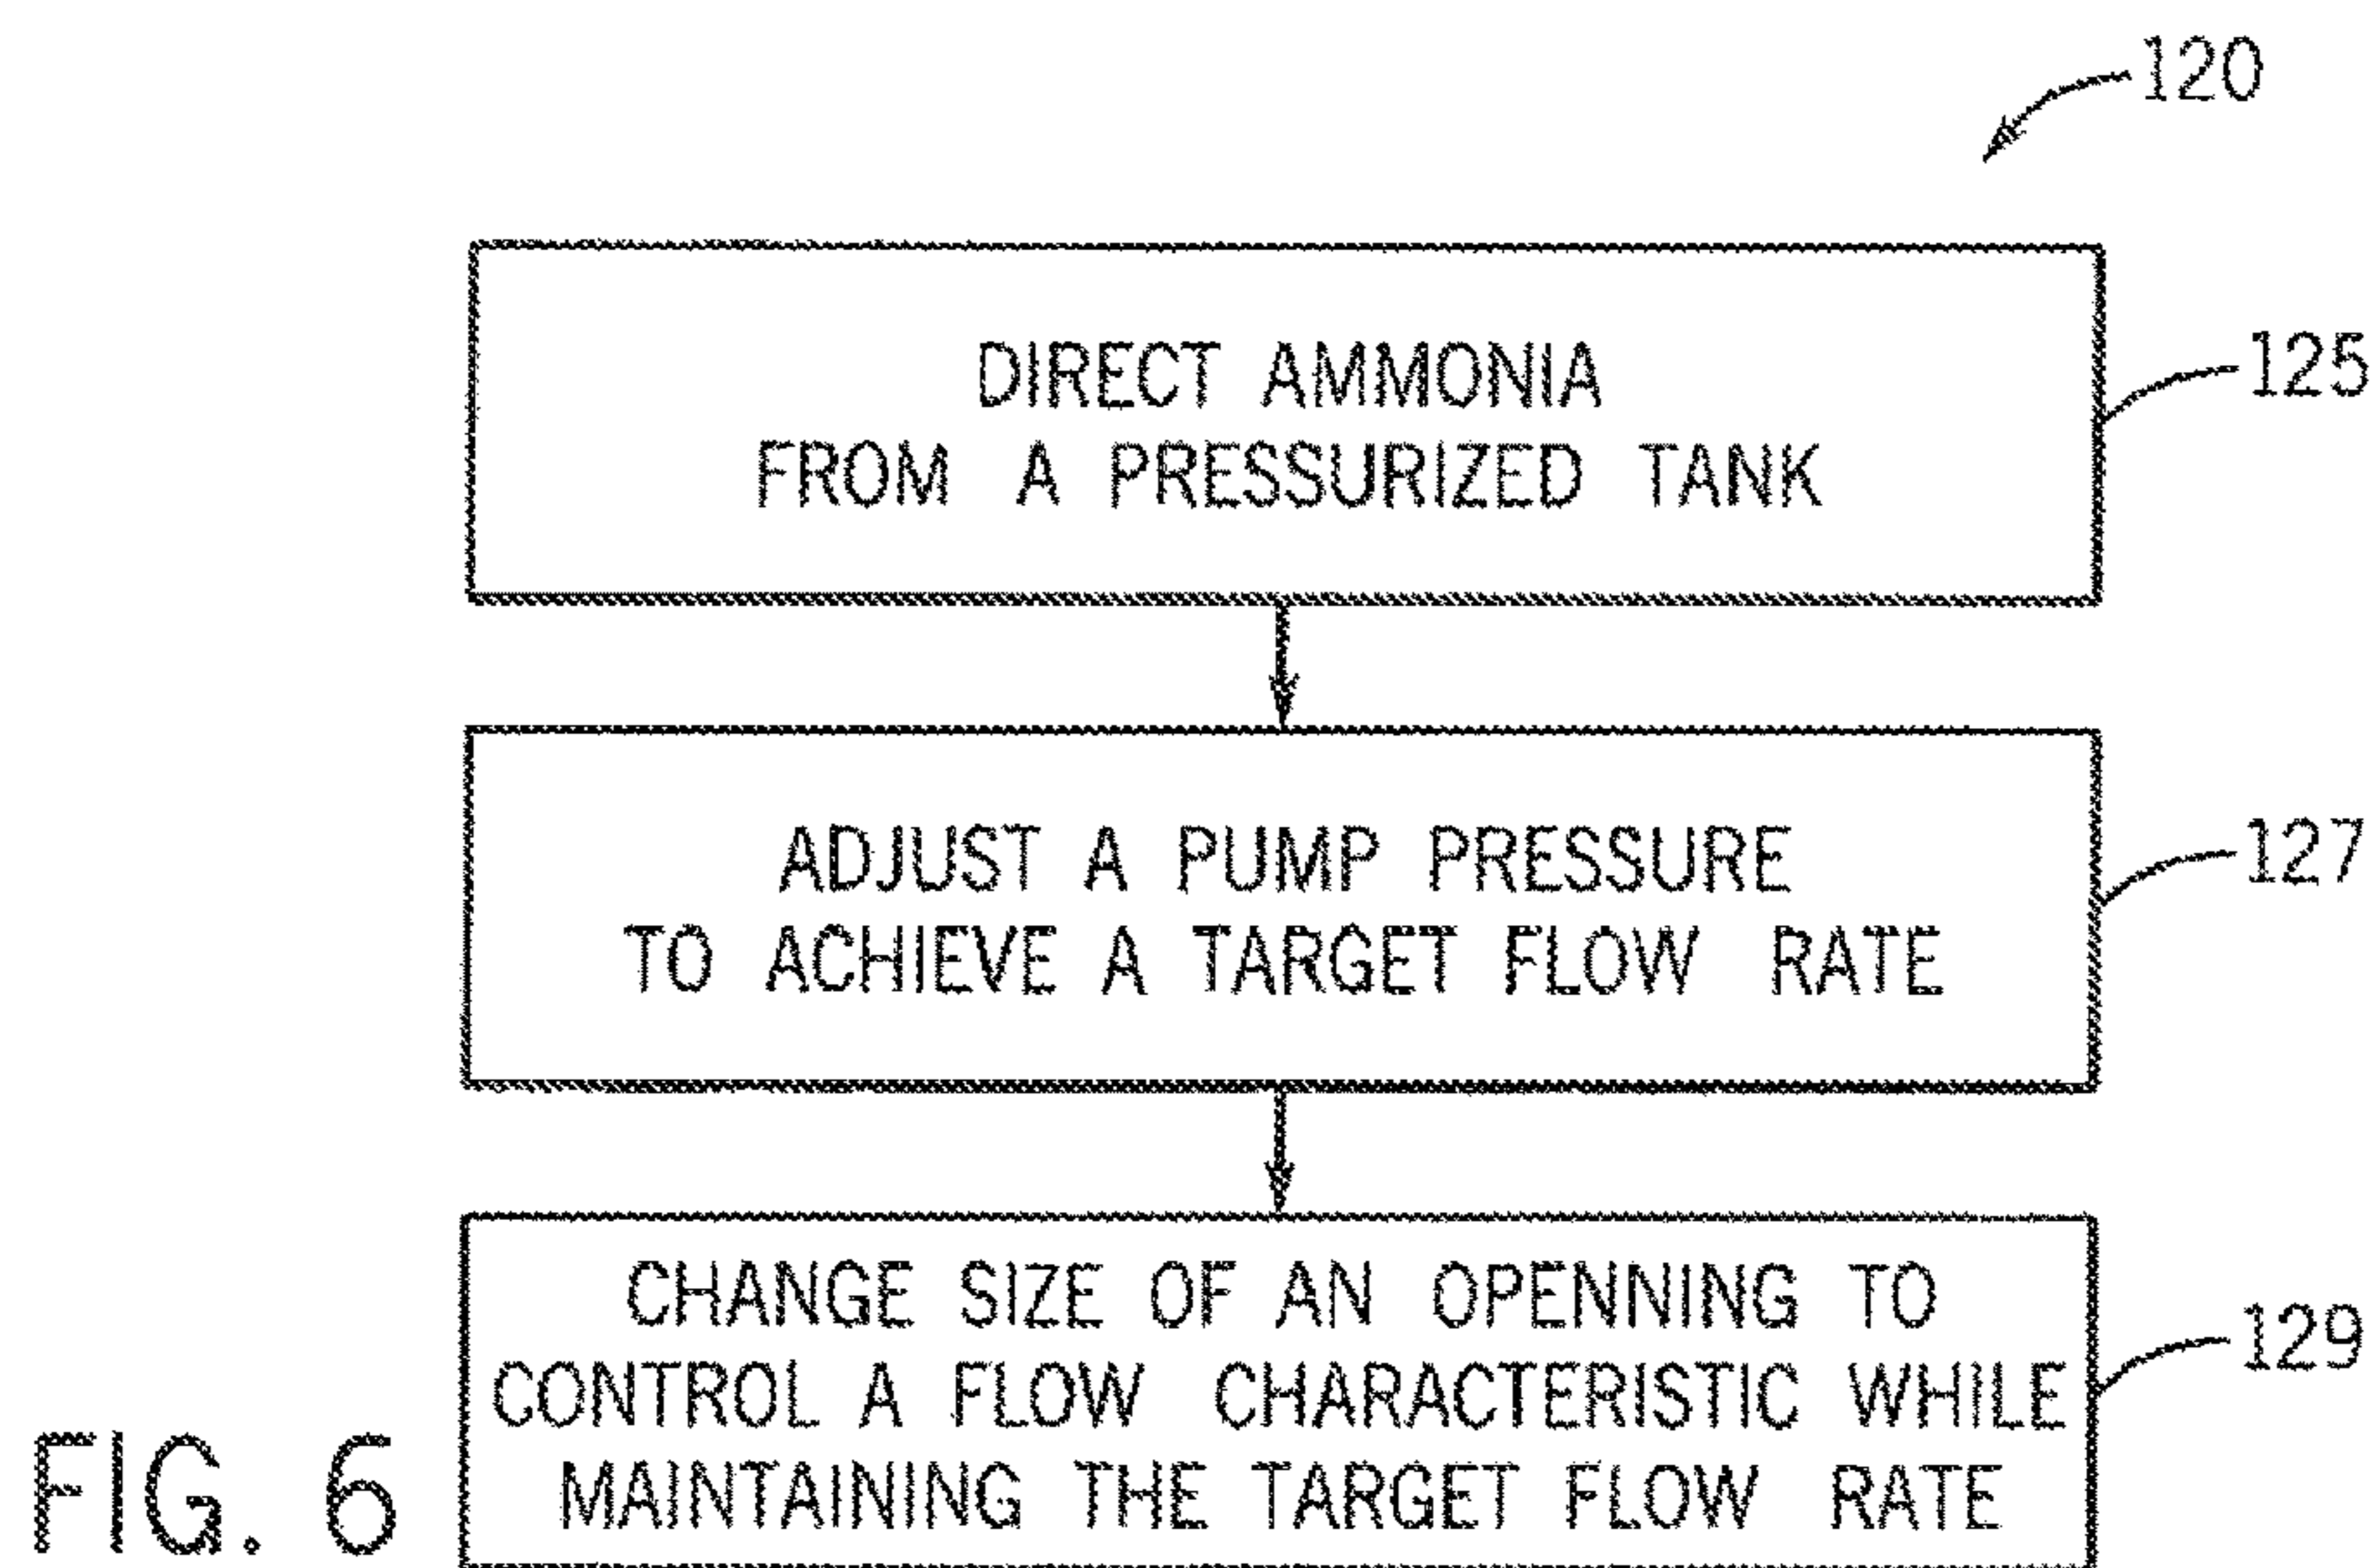 120
DIRECT AMMONIA
FROM A PRESSURIZED TANK
125
ADJUST A PUMP PRESSURE
TO ACHIEVE A TARGET FLOW RATE
127
CHANGE SIZE OF AN OPENNING TO
CONTROL A FLOW CHARACTERISTIC WHILE
MAINTAINING THE TARGET FLOW RATE
129
FIG. 6